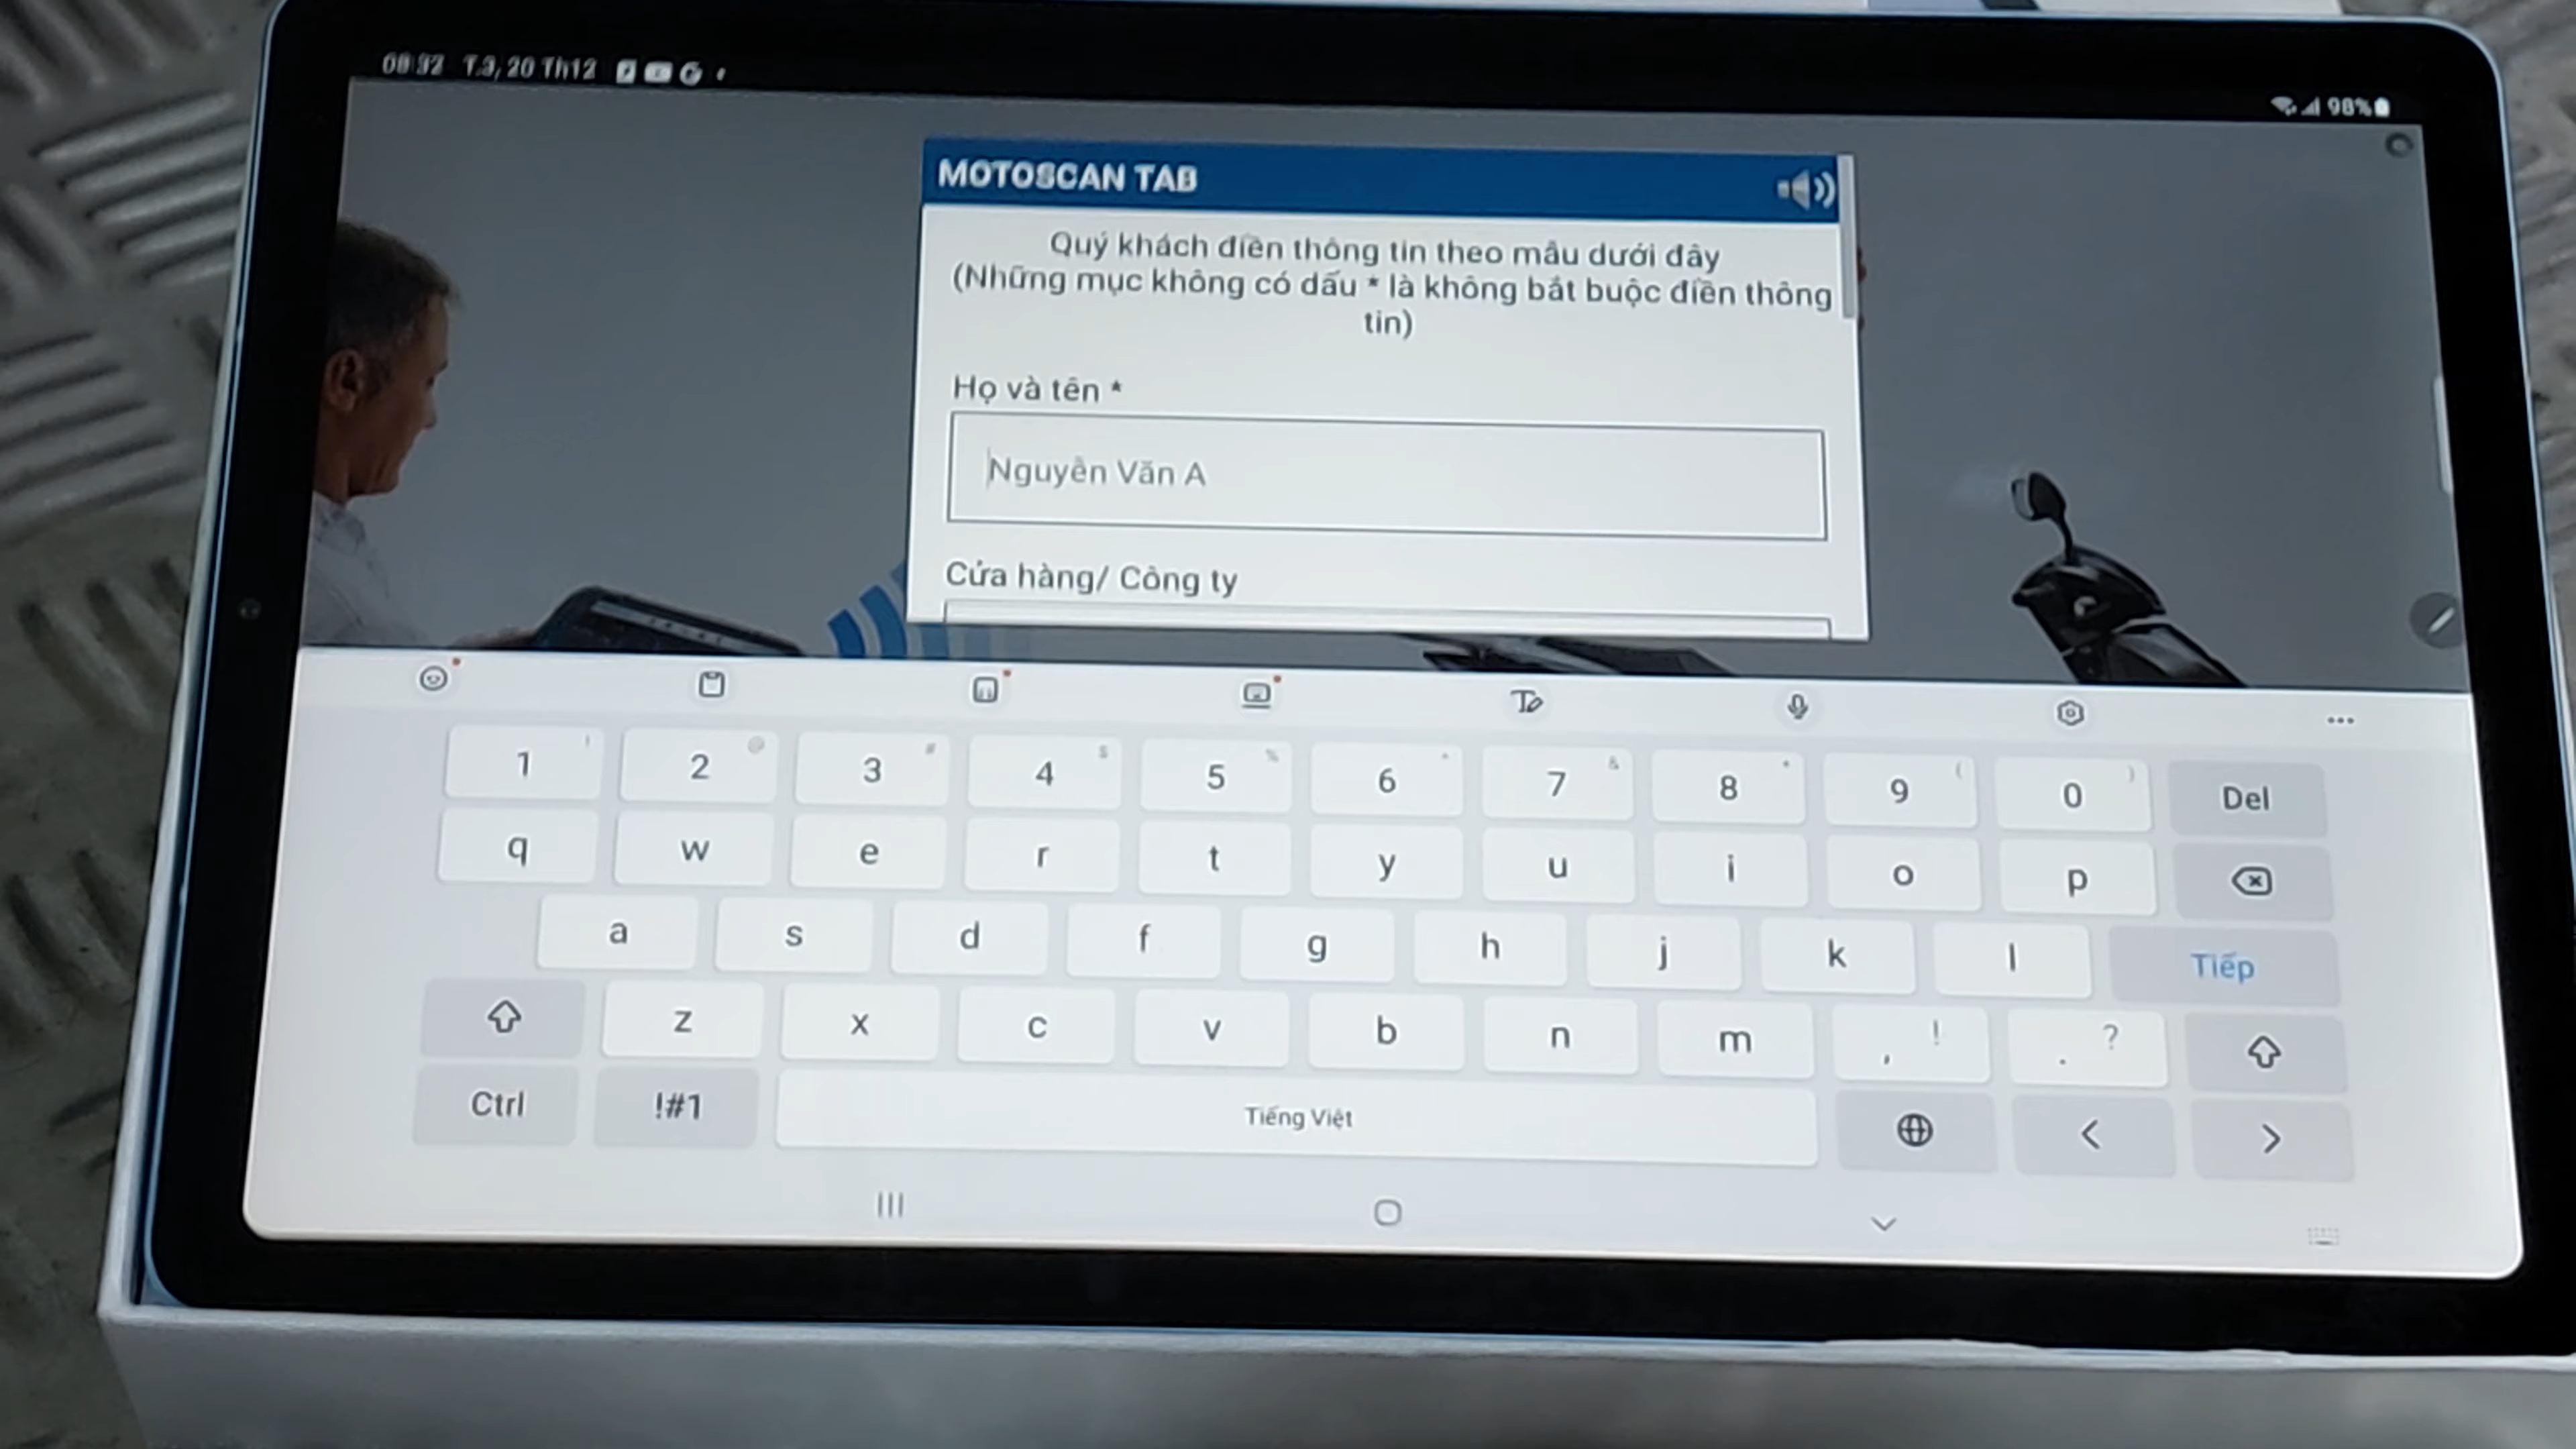 T.3, 20 Th12
98%
MOTOSCAN TAB
Quý khách điền thông tin theo mẫu dưới đây
(Những mục không có dấu * là không bắt buộc điền thông
tin)
Họ và tên *
Nguyễn Văn A
Cửa hàng/ Công ty
1 ! 2 @ 3 # 4 $ 5 % 6 ^ 7 & 8 * 9 ( 0 ) Del
q w e r t y u i o p
a s d f g h j k l Tiếp
z x c v b n m , ! . ?
Ctrl !#1 Tiếng Việt < >